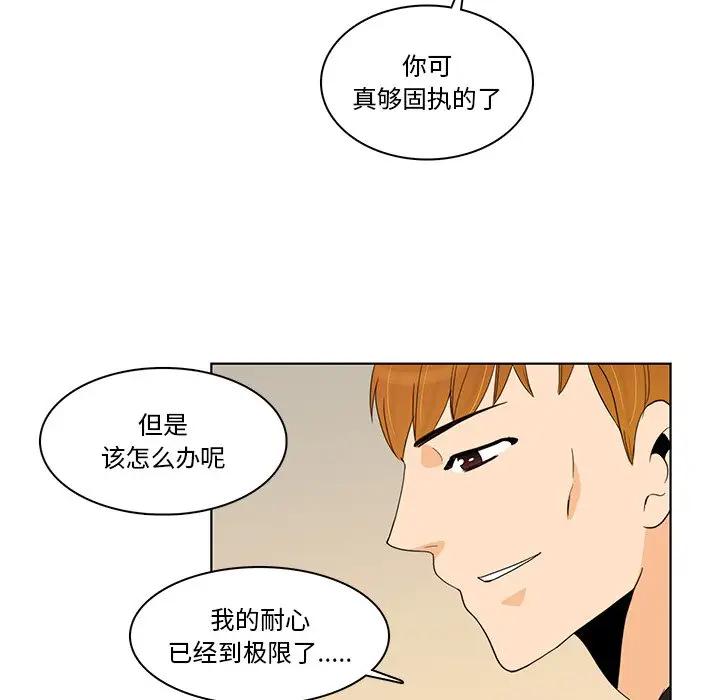 你可
真够固执的了
但是
该怎么办呢
我的耐心
已经到极限了.....